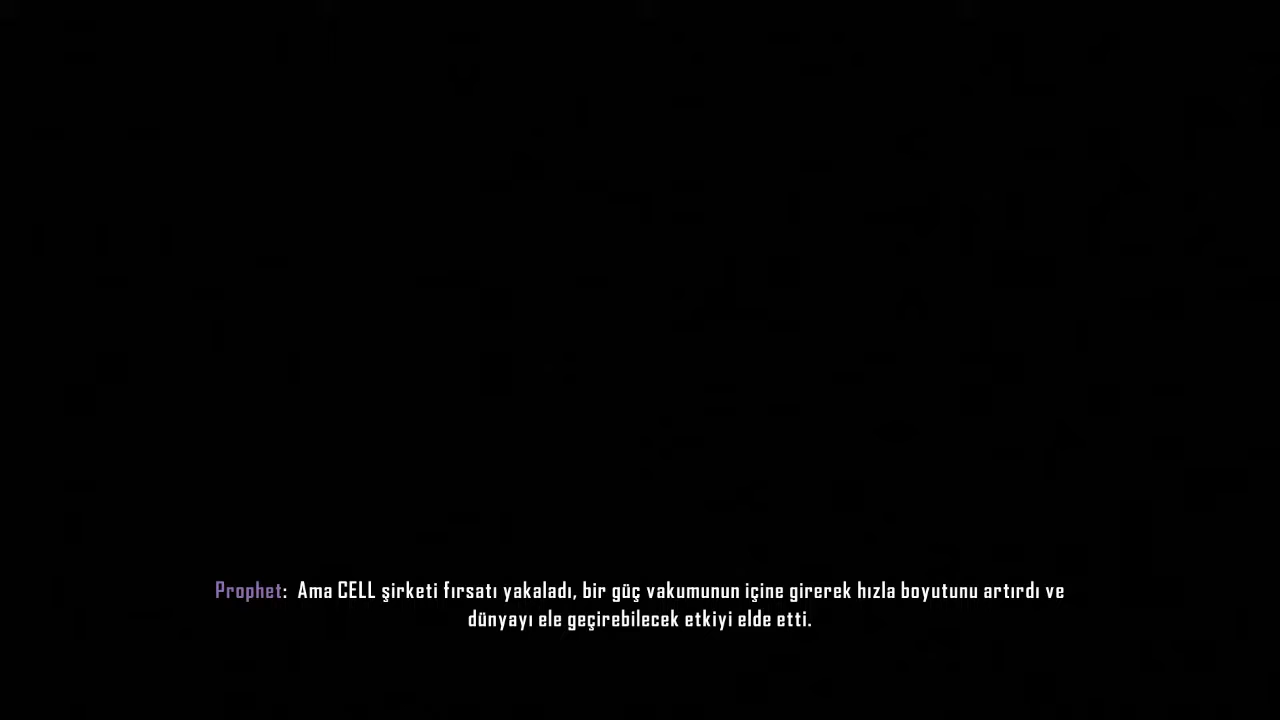 Prophet: Ama CELL şirketi fırsatı yakaladı, bir güç vakumunun içine girerek hızla boyutunu artırdı ve
dünyayı ele geçirebilecek etkiyi elde etti.